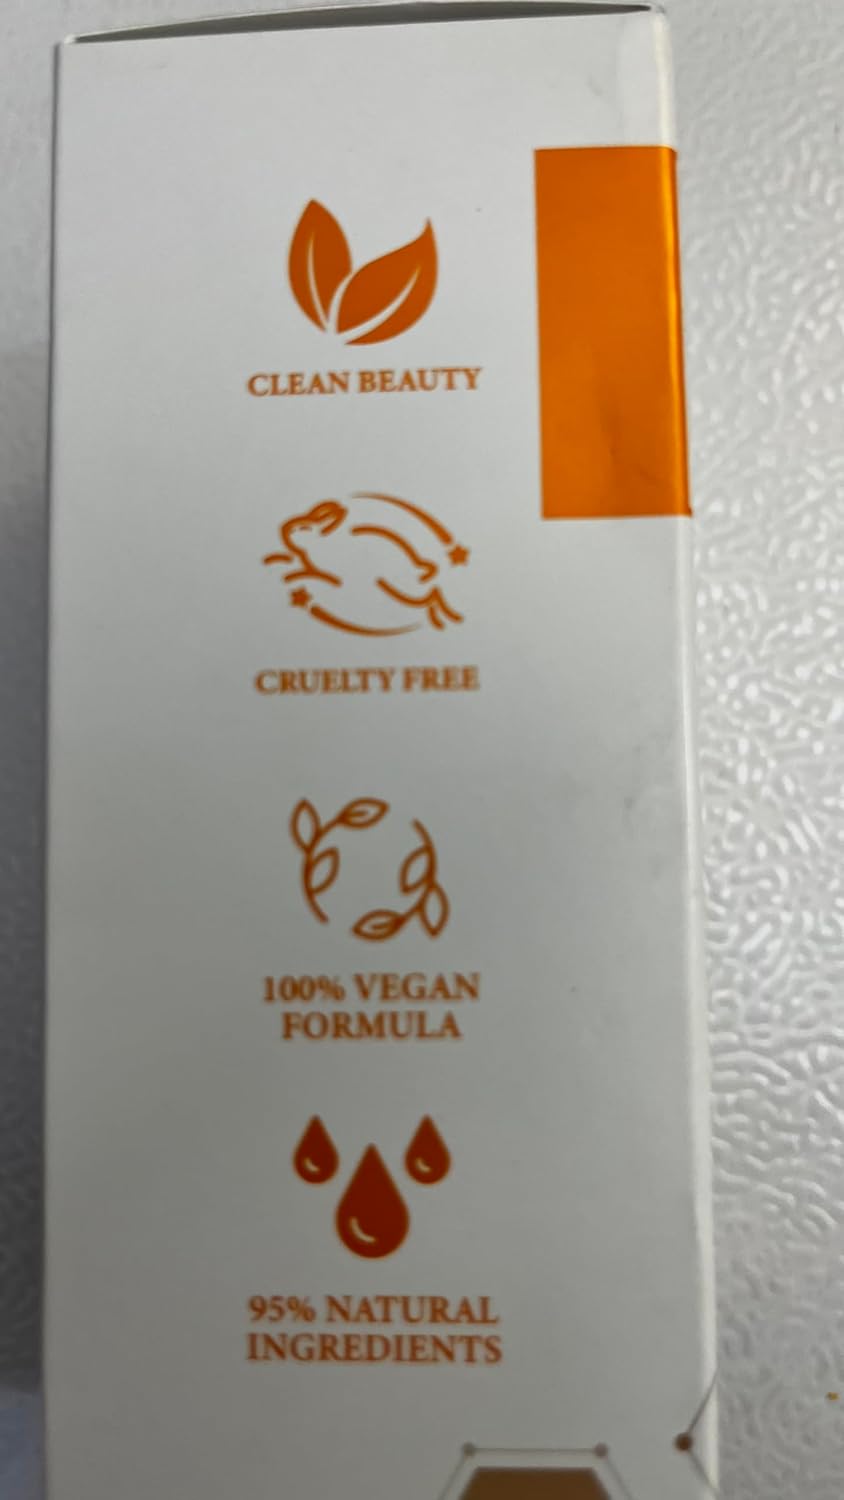 CLEAN BEAUTY
CRUELTY FREE
100% VEGAN
FORMULA
95% NATURAL
INGREDIENTS